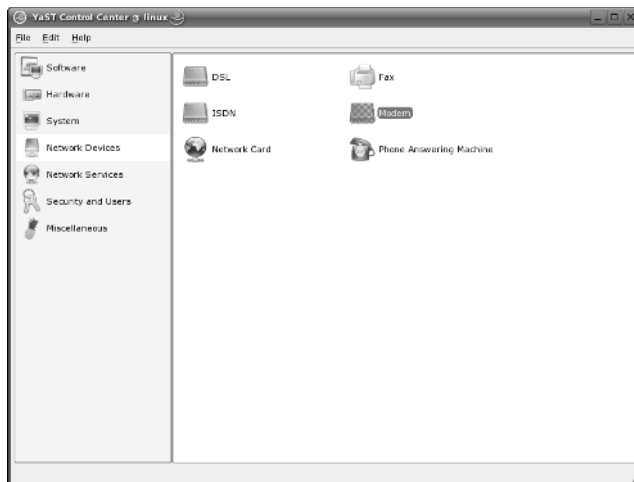 YaST Control Center @ linux
File Edit Help
Software
Hardware
System
Network Devices
Network Services
Security and Users
Miscellaneous
DSL
Fax
ISDN
Modem
Network Card
Phone Answering Machine